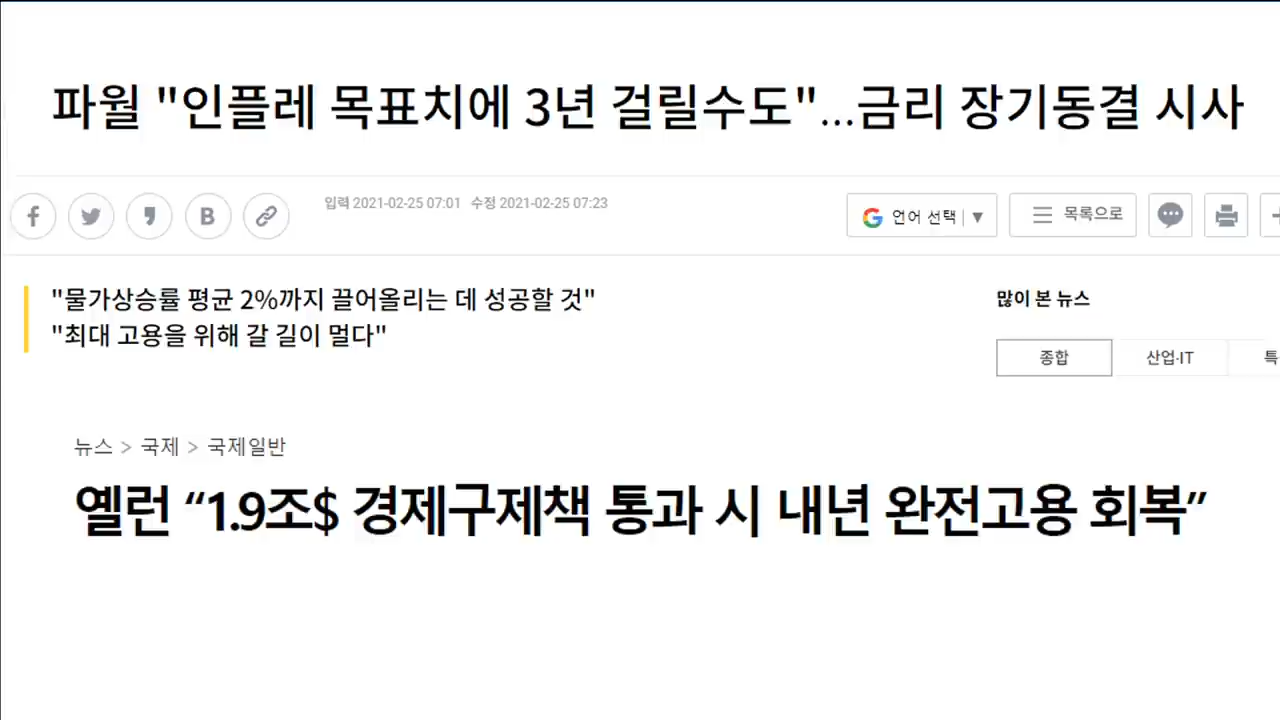 파월 "인플레 목표치에 3년 걸릴수도"...금리 장기동결 시사
입력 2021-02-25 07:01 수정 2021-02-25 07:23
언어 선택 | ▼
목록으로
"물가상승률 평균 2%까지 끌어올리는 데 성공할 것"
"최대 고용을 위해 갈 길이 멀다"
많이 본 뉴스
종합 산업·IT 특
뉴스 > 국제 > 국제일반
옐런 “1.9조$ 경제구제책 통과 시 내년 완전고용 회복”